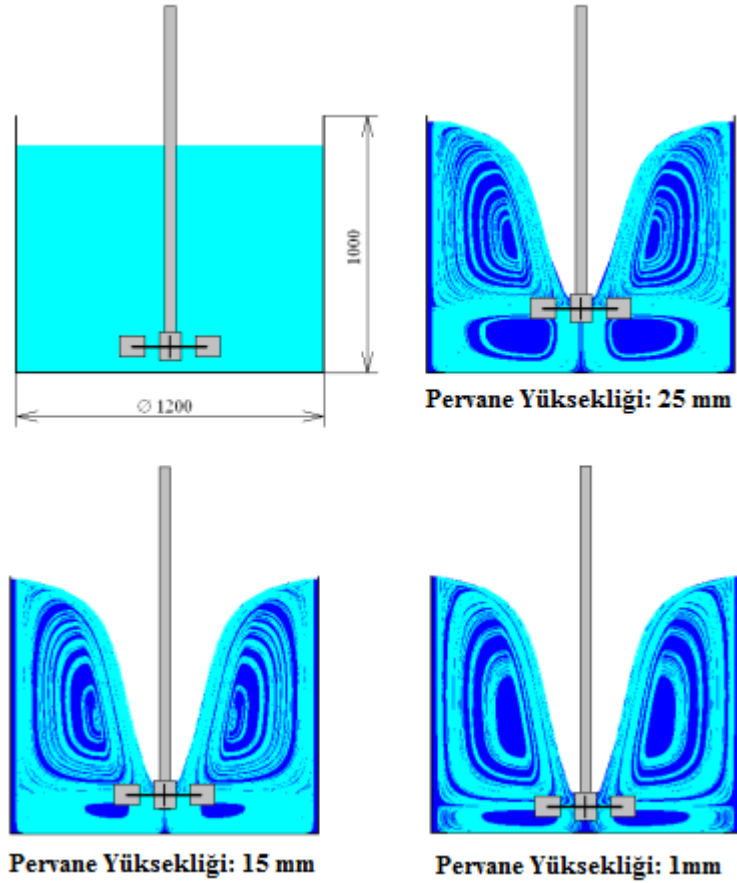 1000
∅ 1200
Pervane Yüksekliği: 25 mm
Pervane Yüksekliği: 15 mm
Pervane Yüksekliği: 1mm